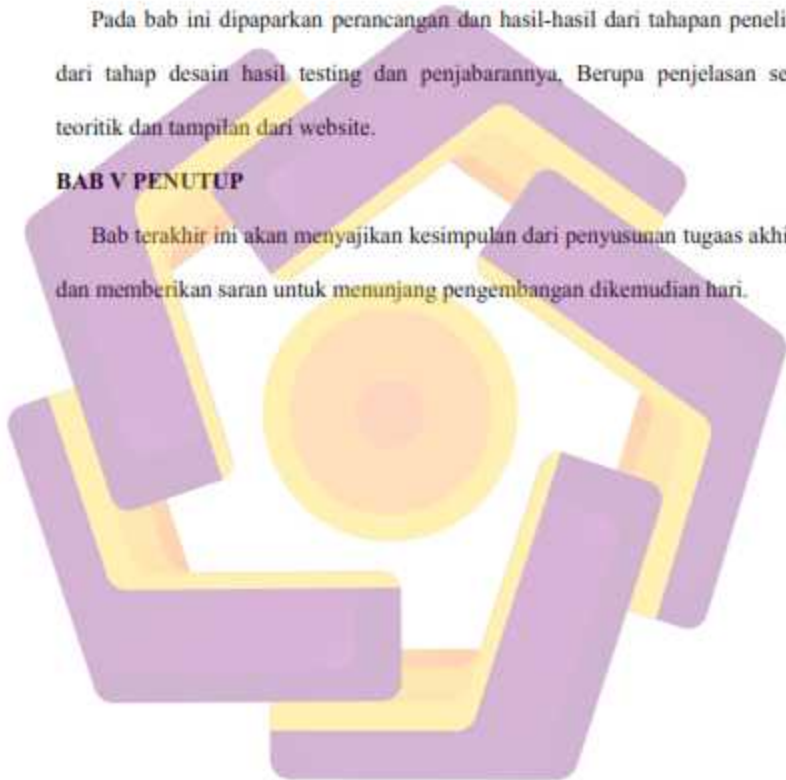 Pada bab ini dipaparkan perancangan dan hasil-hasil dari tahapan peneli
dari tahap desain hasil testing dan penjabarannya. Berupa penjelasan se
teoritik dan tampilan dari website.
BAB V PENUTUP
Bab terakhir ini akan menyajikan kesimpulan dari penyusunan tugaas akhi
dan memberikan saran untuk menunjang pengembangan dikemudian hari.